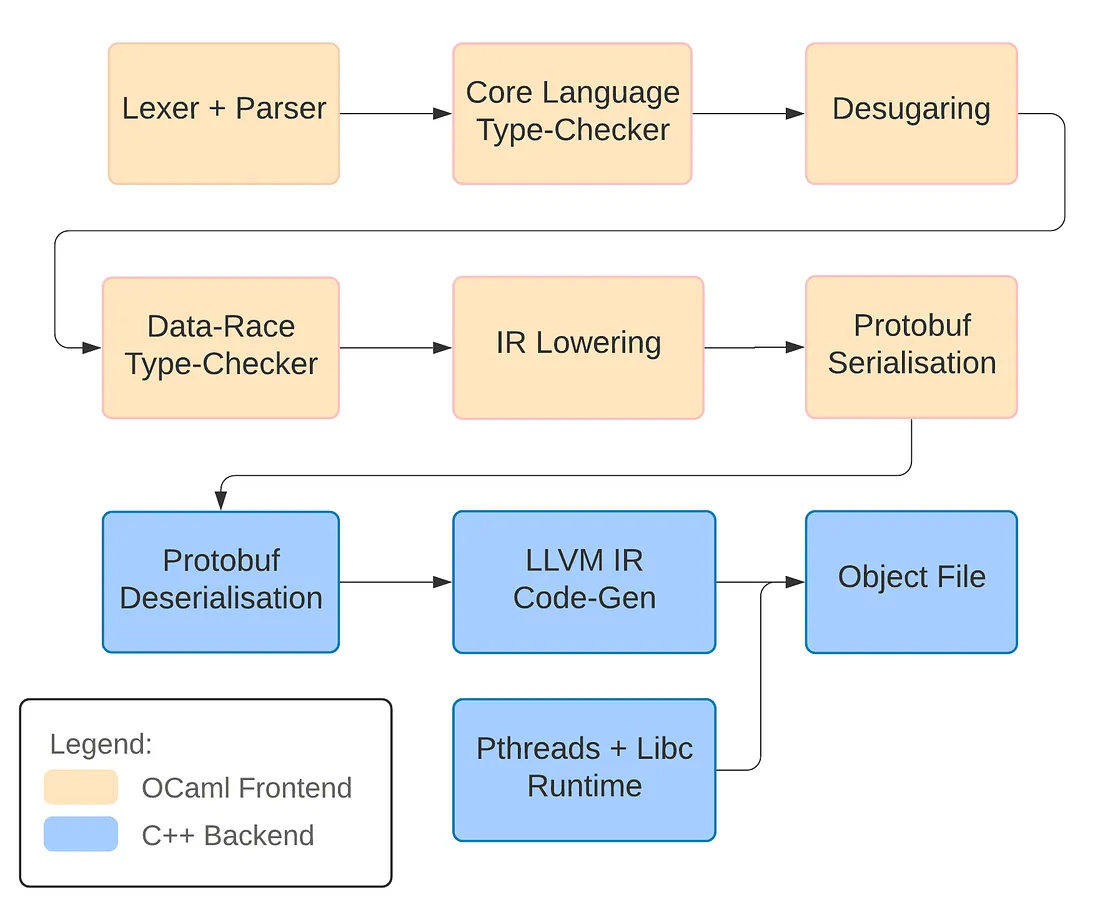 Lexer + Parser
Core Language
Type-Checker
Desugaring
Data-Race
Type-Checker
IR Lowering
Protobuf
Serialisation
Protobuf
Deserialisation
LLVM IR
Code-Gen
Object File
Pthreads + Libc
Runtime
Legend:
OCaml Frontend
C++ Backend